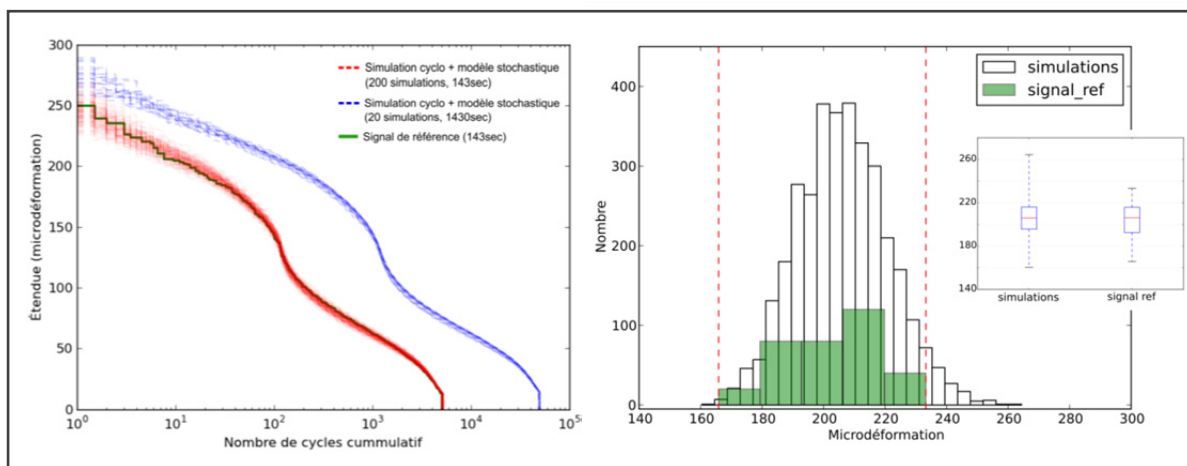 300
250
200
150
100
50
0
10^0
10^1
10^2
10^3
10^4
10^5
Étendue (microdéformation)
Nombre de cycles cummulatif
Simulation cyclo + modèle stochastique
(200 simulations, 143sec)
Simulation cyclo + modèle stochastique
(20 simulations, 1430sec)
Signal de référence (143sec)
400
300
200
100
0
140
160
180
200
220
240
260
280
300
Nombre
Microdéformation
simulations
signal_ref
260
220
180
140
simulations
signal ref